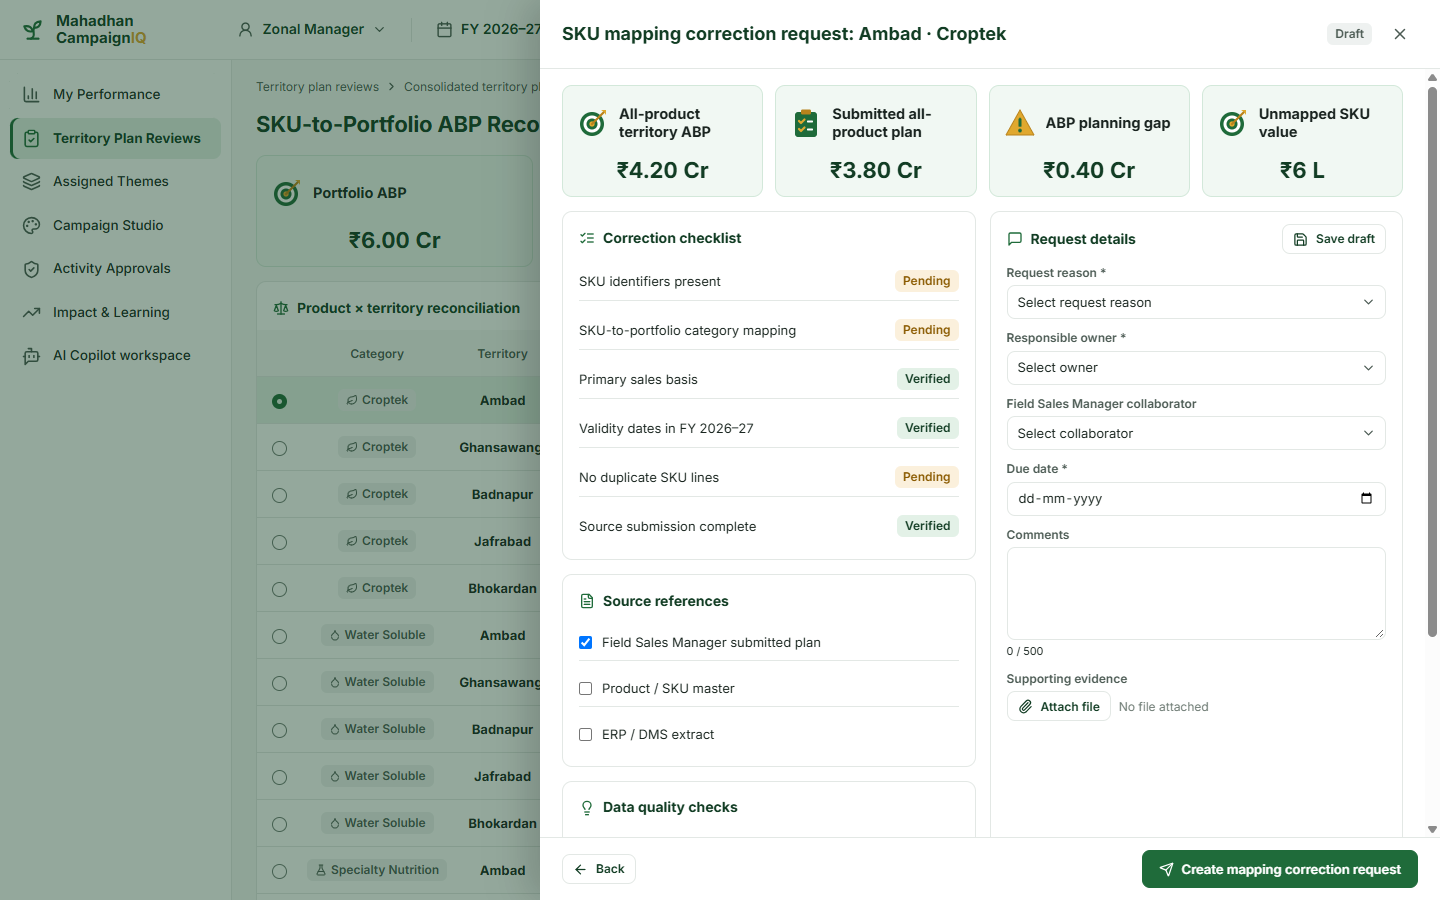 Mahadhan
CampaignIQ
Zonal Manager
FY 2026–27
My Performance
Territory Plan Reviews
Assigned Themes
Campaign Studio
Activity Approvals
Impact & Learning
AI Copilot workspace
Territory plan reviews > Consolidated territory pl
SKU-to-Portfolio ABP Reco
Portfolio ABP
₹6.00 Cr
Product × territory reconciliation
Category Territory
Croptek Ambad
Croptek Ghansawang
Croptek Badnapur
Croptek Jafrabad
Croptek Bhokardan
Water Soluble Ambad
Water Soluble Ghansawang
Water Soluble Badnapur
Water Soluble Jafrabad
Water Soluble Bhokardan
Specialty Nutrition Ambad
SKU mapping correction request: Ambad · Croptek
Draft
All-product
territory ABP
₹4.20 Cr
Submitted all-
product plan
₹3.80 Cr
ABP planning gap
₹0.40 Cr
Unmapped SKU
value
₹6 L
Correction checklist
SKU identifiers present Pending
SKU-to-portfolio category mapping Pending
Primary sales basis Verified
Validity dates in FY 2026–27 Verified
No duplicate SKU lines Pending
Source submission complete Verified
Source references
Field Sales Manager submitted plan
Product / SKU master
ERP / DMS extract
Data quality checks
Request details
Save draft
Request reason *
Select request reason
Responsible owner *
Select owner
Field Sales Manager collaborator
Select collaborator
Due date *
dd-mm-yyyy
Comments
0 / 500
Supporting evidence
Attach file No file attached
Back
Create mapping correction request